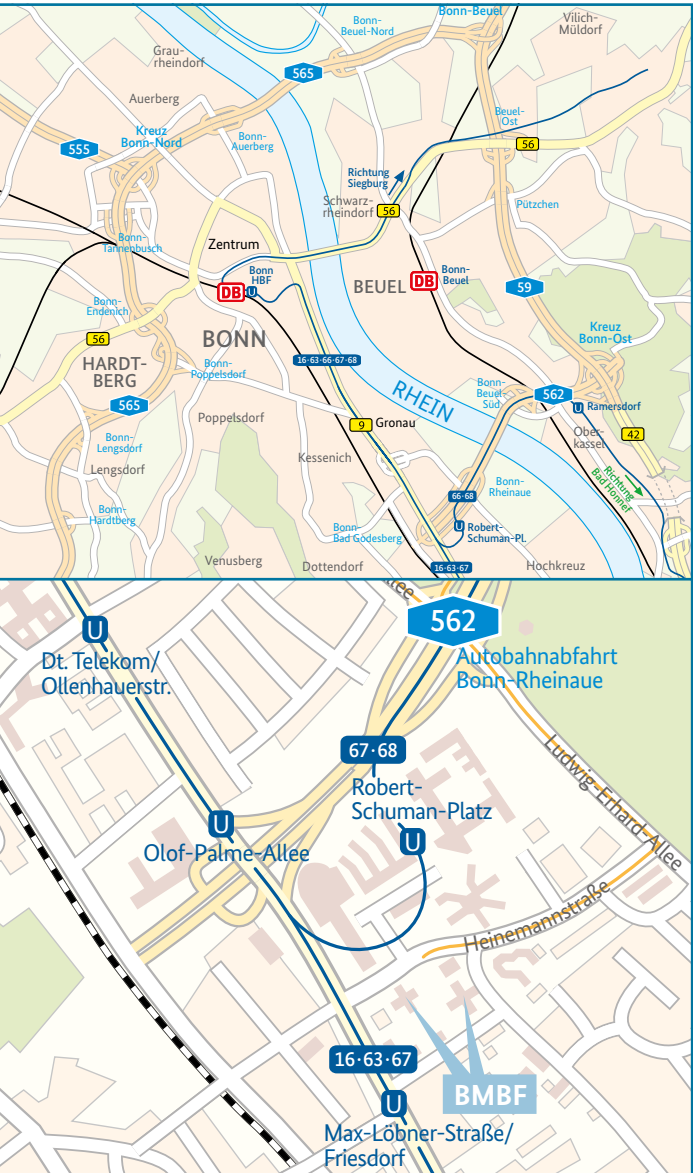 Bonn-Beuel
Bonn-
Beuel-Nord
Vilich-
Müldorf
Grau-
rheindorf
565
Auerberg
Beuel-
Ost
Kreuz
Bonn-Nord
Bonn-
Auerberg
555
56
Richtung
Siegburg
Schwarz-
rheindorf
56
Pützchen
Bonn-
Tannenbusch
Zentrum
Bonn
HBF
DB
U
BEUEL
DB
Bonn-
Beuel
59
Bonn-
Endenich
56
BONN
Kreuz
Bonn-Ost
HARDT-
BERG
Bonn-
Poppelsdorf
16·63·66·67·68
565
RHEIN
Bonn-
Beuel
Süd
562
U
Ramersdorf
Poppelsdorf
9
Gronau
Ober-
kassel
42
Bonn-
Lengsdorf
Lengsdorf
Kessenich
Richtung
Bad Honnef
Bonn-
Rheinaue
66·68
Bonn-
Hardtberg
Bonn-
Bad Godesberg
U
Robert-
Schuman-Pl.
Venusberg
Dottendorf
16·63·67
Hochkreuz
llee
562
U
Dt. Telekom/
Ollenhauerstr.
Autobahnabfahrt
Bonn-Rheinaue
67·68
Robert-
Schuman-Platz
U
Ludwig-Erhard-Allee
U
Olof-Palme-Allee
Heinemannstraße
16·63·67
BMBF
U
Max-Löbner-Straße/
Friesdorf